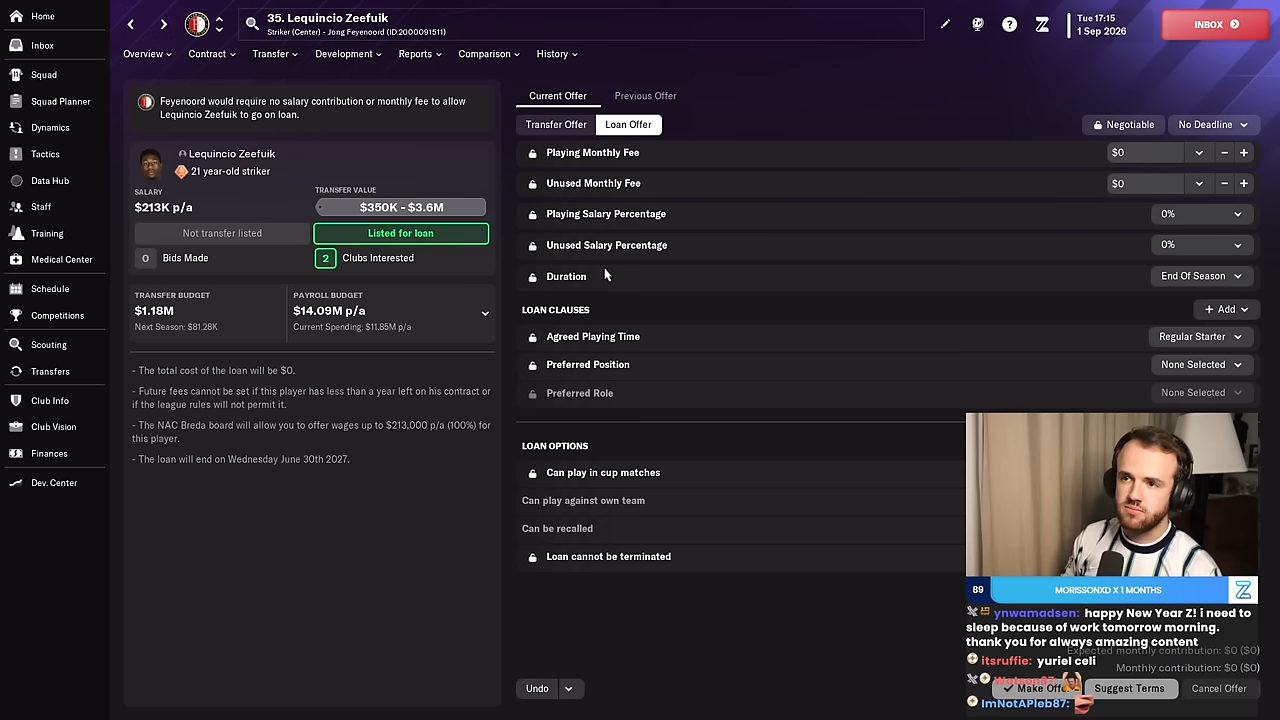 Home
Inbox
Squad
Squad Planner
Dynamics
Tactics
Data Hub
Staff
Training
Medical Center
Schedule
Competitions
Scouting
Transfers
Club Info
Club Vision
Finances
Dev. Center
35. Lequincio Zeefuik
Striker (Center) - Jong Feyenoord (ID:2000091511)
Tue 17:15
1 Sep 2026
INBOX
Overview
Contract
Transfer
Development
Reports
Comparison
History
Feyenoord would require no salary contribution or monthly fee to allow
Lequincio Zeefuik to go on loan.
Lequincio Zeefuik
21 year-old striker
SALARY
$213K p/a
TRANSFER VALUE
$350K - $3.6M
Not transfer listed
Listed for loan
0 Bids Made
2 Clubs Interested
TRANSFER BUDGET
$1.18M
Next Season: $81.28K
PAYROLL BUDGET
$14.09M p/a
Current Spending: $11.85M p/a
- The total cost of the loan will be $0.
- Future fees cannot be set if this player has less than a year left on his contract or
if the league rules will not permit it.
- The NAC Breda board will allow you to offer wages up to $213,000 p/a (100%) for
this player.
- The loan will end on Wednesday June 30th 2027.
Current Offer
Previous Offer
Transfer Offer
Loan Offer
Negotiable
No Deadline
Playing Monthly Fee $0
Unused Monthly Fee $0
Playing Salary Percentage 0%
Unused Salary Percentage 0%
Duration End Of Season
LOAN CLAUSES
+ Add
Agreed Playing Time Regular Starter
Preferred Position None Selected
Preferred Role None Selected
LOAN OPTIONS
Can play in cup matches
Can play against own team
Can be recalled
Loan cannot be terminated
89 MORISSONXD X 1 MONTHS
ynwamadsen: happy New Year Z! i need to
sleep because of work tomorrow morning.
thank you for always amazing content
Expected monthly contribution: $0 ($0)
itsruffie: yuriel celi
Monthly contribution: $0 ($0)
Undo
Suggest Terms
Cancel Offer
ImNotAPleb87: